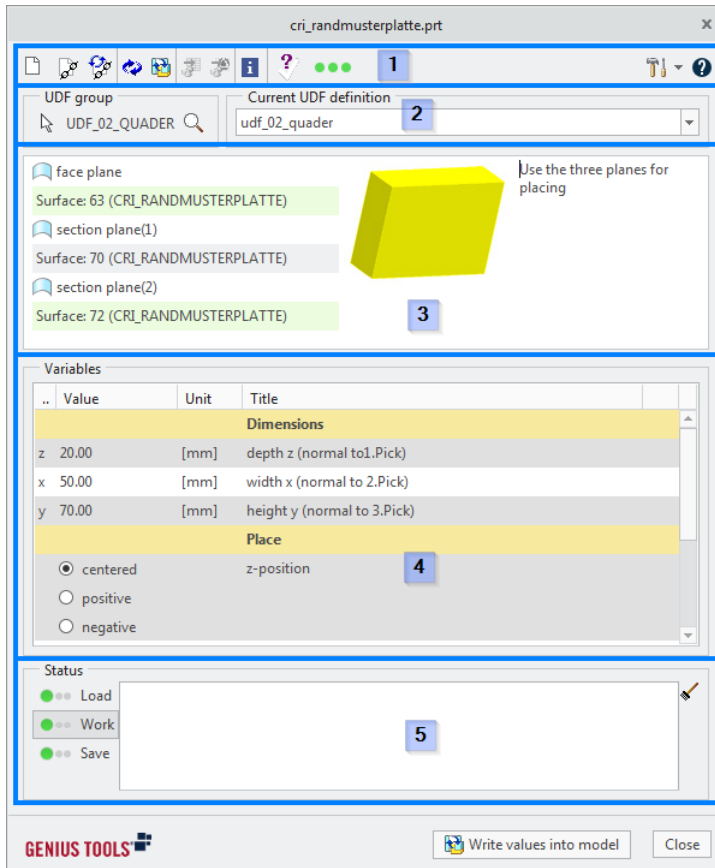 cri_randmusterplatte.prt
x
i ? 1 ?
UDF group
Current UDF definition
UDF_02_QUADER
udf_02_quader
2
face plane
Surface: 63 (CRI_RANDMUSTERPLATTE)
section plane(1)
Surface: 70 (CRI_RANDMUSTERPLATTE)
section plane(2)
Surface: 72 (CRI_RANDMUSTERPLATTE)
Use the three planes for
placing
3
Variables
.. Value Unit Title
Dimensions
z 20.00 [mm] depth z (normal to1.Pick)
x 50.00 [mm] width x (normal to 2.Pick)
y 70.00 [mm] height y (normal to 3.Pick)
Place
centered z-position 4
positive
negative
Status
Load
Work
Save
5
GENIUS TOOLS
Write values into model
Close